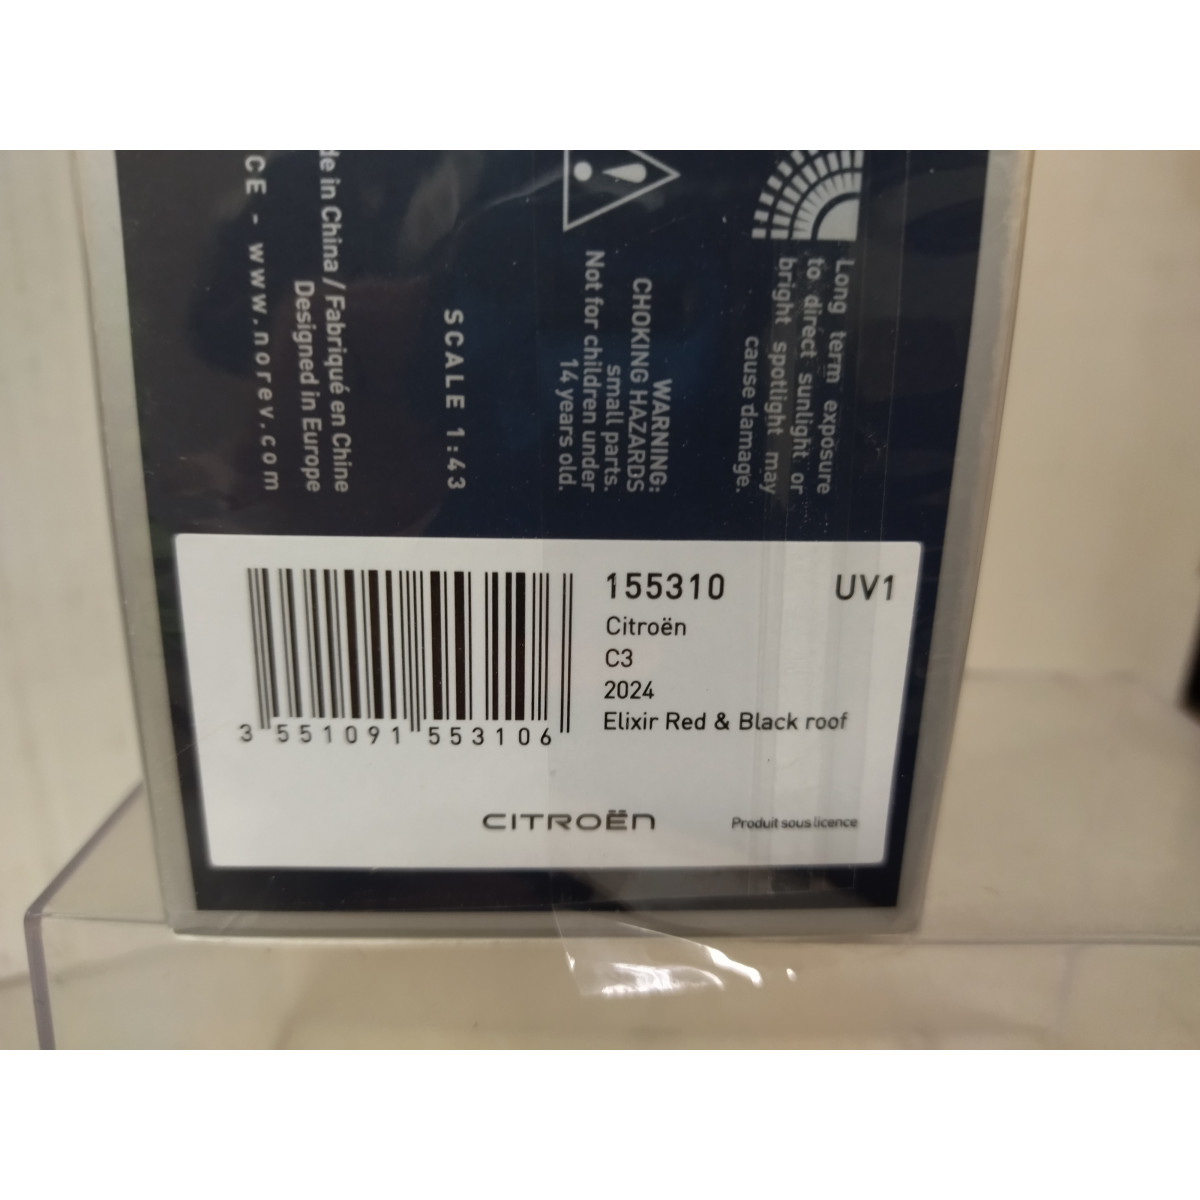 CE - www.norev.com
de in China / Fabriqué en Chine
Designed in Europe
SCALE 1:43
WARNING:
CHOKING HAZARDS
small parts.
Not for children under
14 years old.
Long term exposure
to direct sunlight or
bright spotlight may
cause damage.
155310 UV1
Citroën
C3
2024
Elixir Red & Black roof
3 551091 553106
CITROËN
Produit sous licence